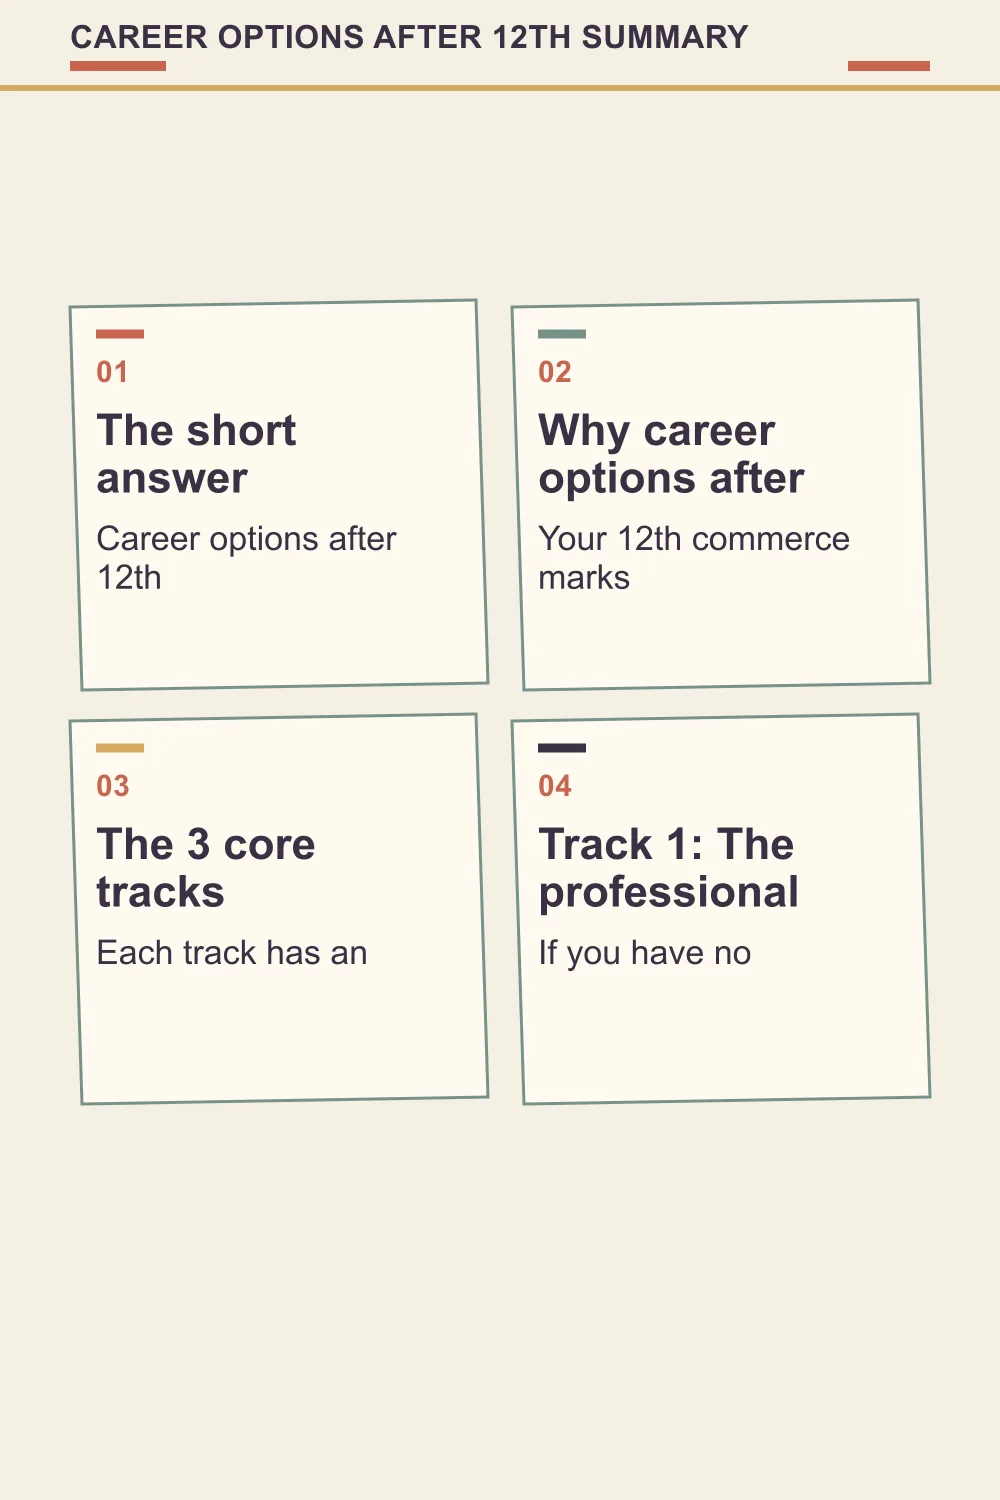 CAREER OPTIONS AFTER 12TH SUMMARY
01
The short
answer
Career options after
12th
02
Why career
options after
Your 12th commerce
marks
03
The 3 core
tracks
Each track has an
04
Track 1: The
professional
If you have no